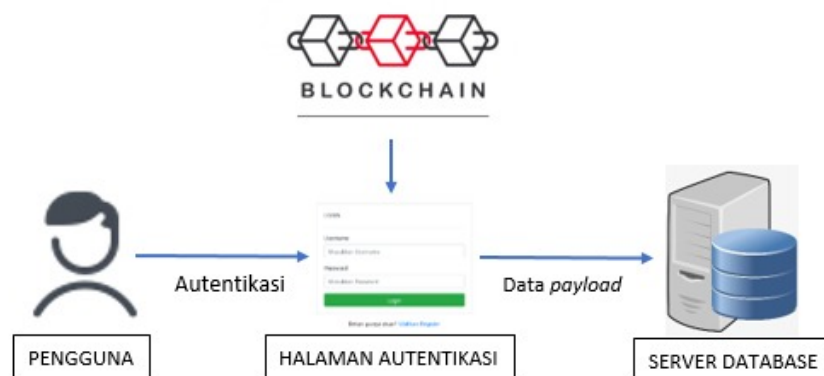 BLOCKCHAIN
Username
Password
Login
Autentikasi
Data payload
PENGGUNA
HALAMAN AUTENTIKASI
SERVER DATABASE